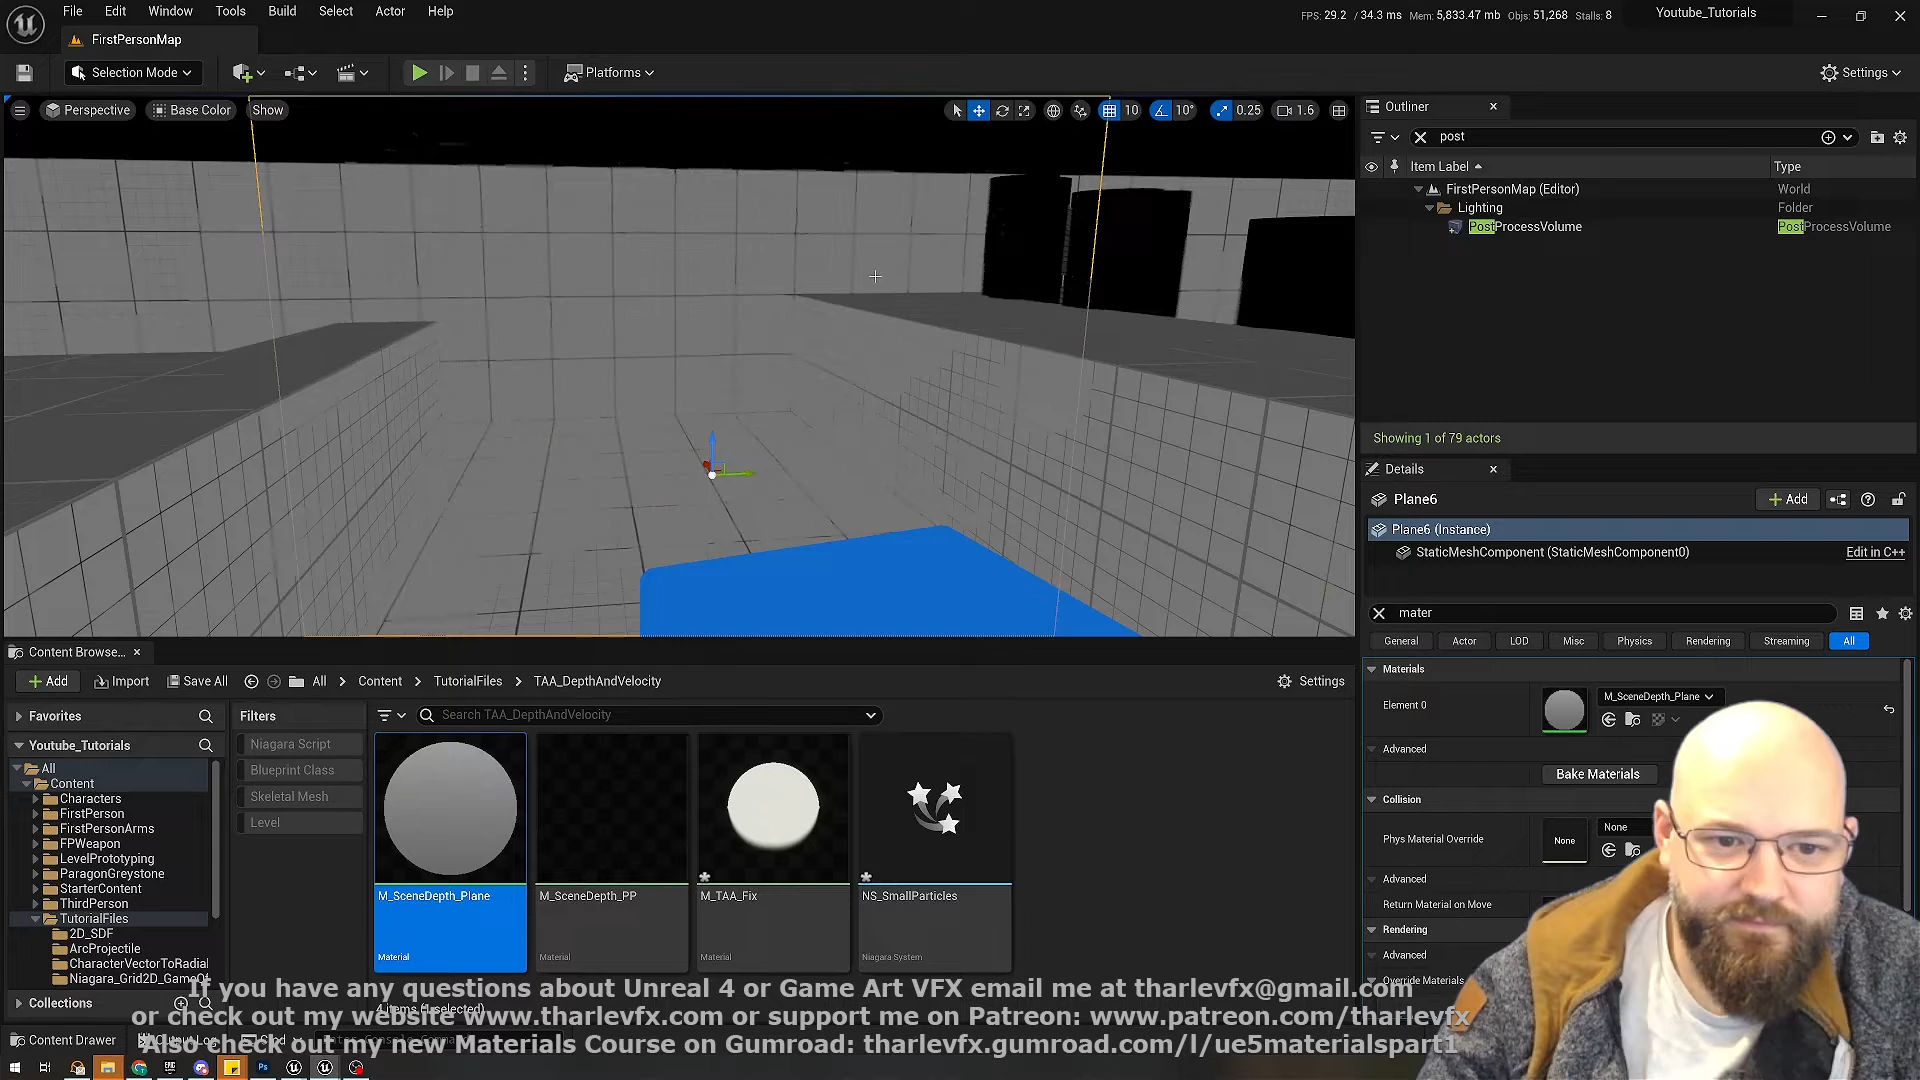 File Edit View Tools Build Select Actor Help
FPS: 29.2 / 34.3 ms Mem: 5,833.47 mb Objs: 51,268 Stalls: 8
Youtube_Tutorials
FirstPersonMap
Selection Mode
Platforms
Settings
Perspective Base Color Show
10 10° 0.25 1.6
Outliner
post
Item Label Type
FirstPersonMap (Editor) World
Lighting Folder
PostProcessVolume PostProcessVolume
Showing 1 of 79 actors
Details
Plane6 Add
Plane6 (Instance)
StaticMeshComponent (StaticMeshComponent0) Edit in C++
mater
General Actor LOD Misc Physics Rendering Streaming All
Materials
Element 0 M_SceneDepth_Plane
Advanced
Bake Materials
Collision
Phys Material Override None None
Advanced
Return Material on Move
Rendering
Advanced
Override Materials
Content Browse...
Add Import Save All All > Content > TutorialFiles > TAA_DepthAndVelocity Settings
Favorites
Youtube_Tutorials
All
Content
Characters
FirstPerson
FirstPersonArms
FPWeapon
LevelPrototyping
ParagonGreystone
StarterContent
ThirdPerson
TutorialFiles
2D_SDF
ArcProjectile
CharacterVectorToRadial
Niagara_Grid2D_GameOf
Collections
Filters
Niagara Script
Blueprint Class
Skeletal Mesh
Level
Search TAA_DepthAndVelocity
M_SceneDepth_Plane
Material
M_SceneDepth_PP
Material
M_TAA_Fix
Material
NS_SmallParticles
Niagara System
4 items (1 selected)
If you have any questions about Unreal 4 or Game Art VFX email me at tharlevfx@gmail.com
or check out my website www.tharlevfx.com or support me on Patreon: www.patreon.com/tharlevfx
Also check out my new Materials Course on Gumroad: tharlevfx.gumroad.com/l/ue5materialspart1
Content Drawer Output Log Cmd